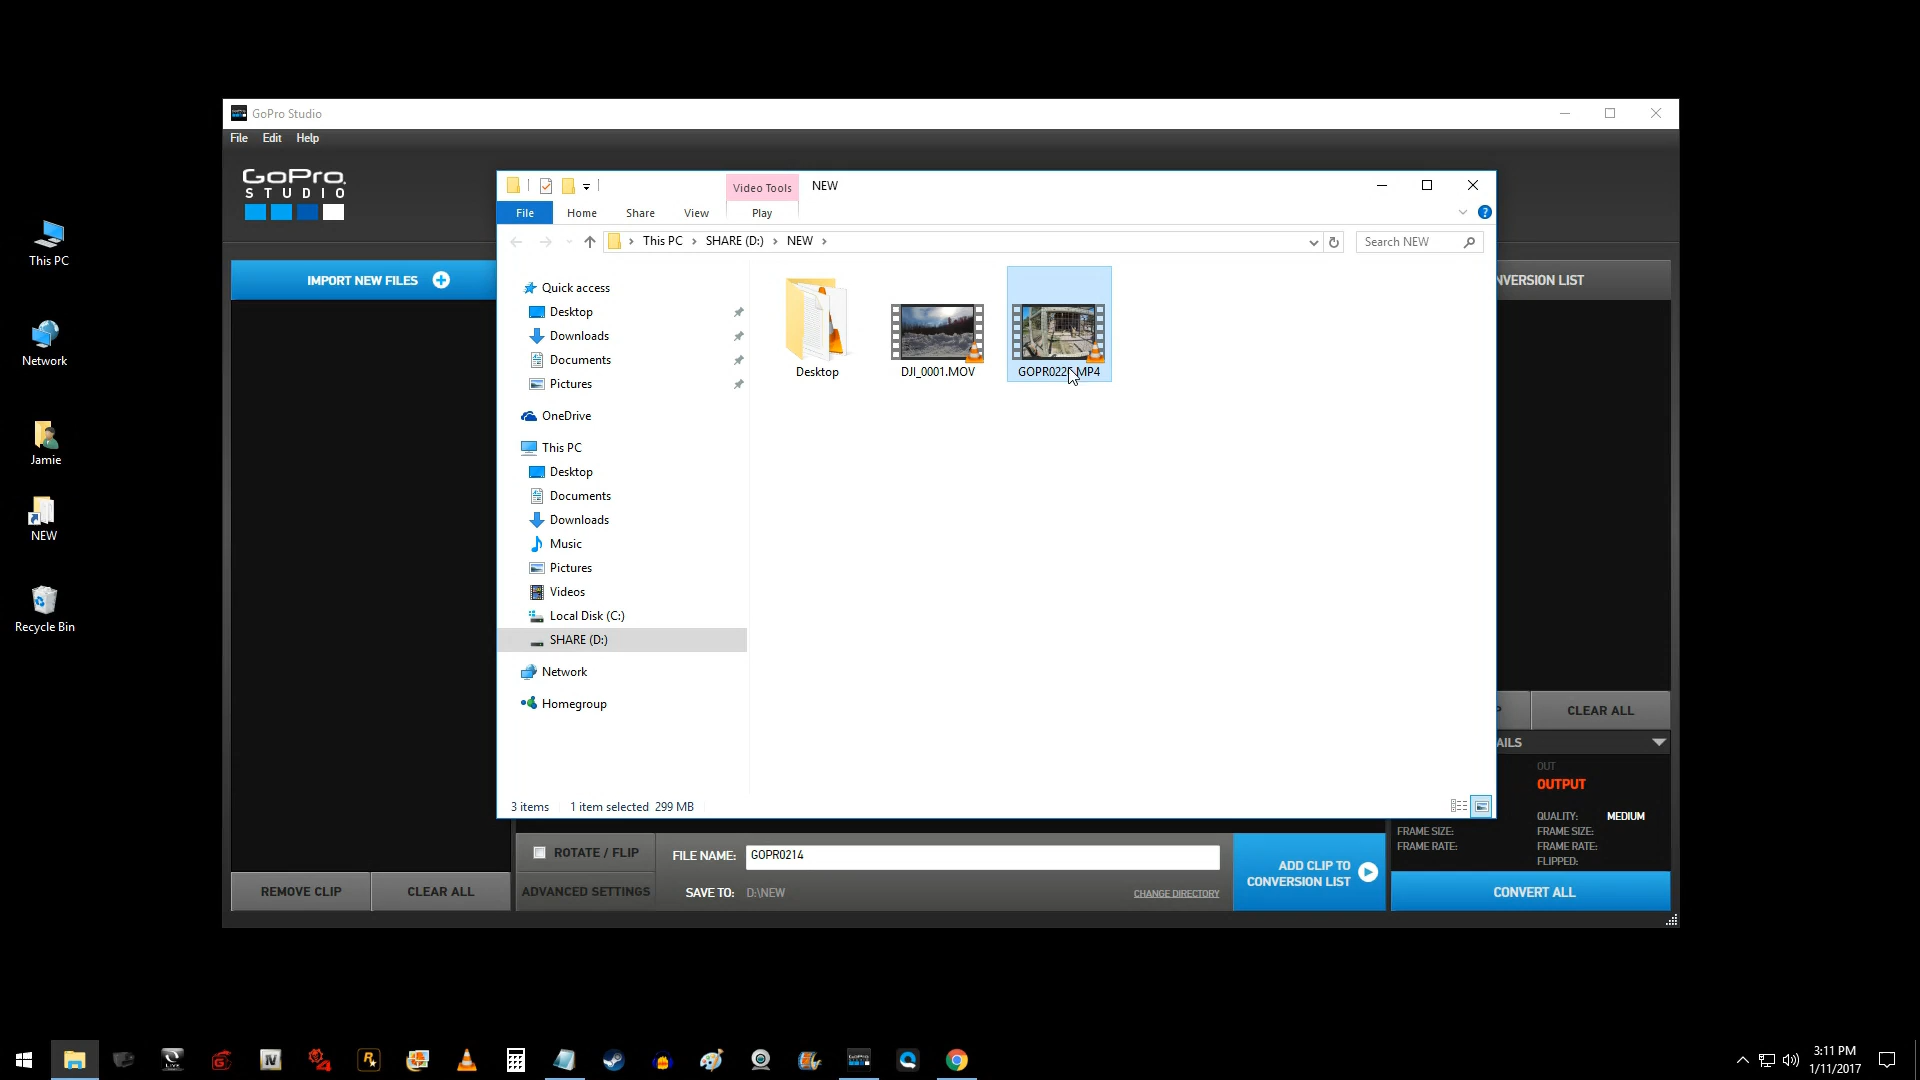 GoPro Studio
File Edit Help
GoPro
STUDIO
IMPORT NEW FILES
REMOVE CLIP
CLEAR ALL
Video Tools
NEW
File
Home
Share
View
Play
This PC
SHARE (D:)
NEW
Search NEW
Quick access
Desktop
Downloads
Documents
Pictures
OneDrive
This PC
Desktop
Documents
Downloads
Music
Pictures
Videos
Local Disk (C:)
SHARE (D:)
Network
Homegroup
Desktop
DJI_0001.MOV
3 items
1 item selected 299 MB
ROTATE / FLIP
ADVANCED SETTINGS
FILE NAME:
GOPR0214
SAVE TO:
D:\NEW
CHANGE DIRECTORY
ADD CLIP TO
CONVERSION LIST
LIST
CLEAR ALL
OUT
OUTPUT
QUALITY: MEDIUM
FRAME SIZE:
FRAME RATE:
FRAME SIZE:
FRAME RATE:
FLIPPED:
CONVERT ALL
This PC
Network
Jamie
NEW
Recycle Bin
3:11 PM
1/11/2017